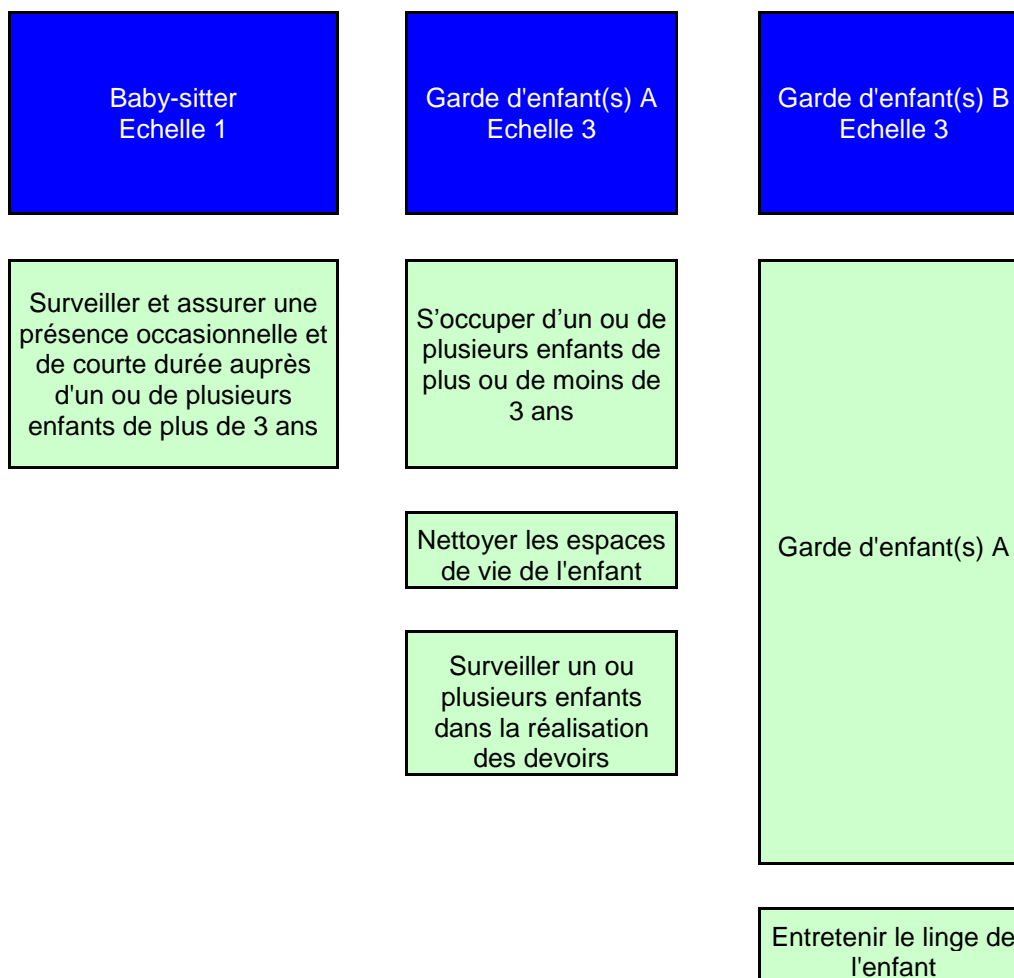 Baby-sitter
Echelle 1
Garde d'enfant(s) A
Echelle 3
Garde d'enfant(s) B
Echelle 3
Surveiller et assurer une
présence occasionnelle et
de courte durée auprès
d'un ou de plusieurs
enfants de plus de 3 ans
S’occuper d’un ou de
plusieurs enfants de
plus ou de moins de
3 ans
Nettoyer les espaces
de vie de l'enfant
Surveiller un ou
plusieurs enfants
dans la réalisation
des devoirs
Garde d'enfant(s) A
Entretenir le linge de
l'enfant